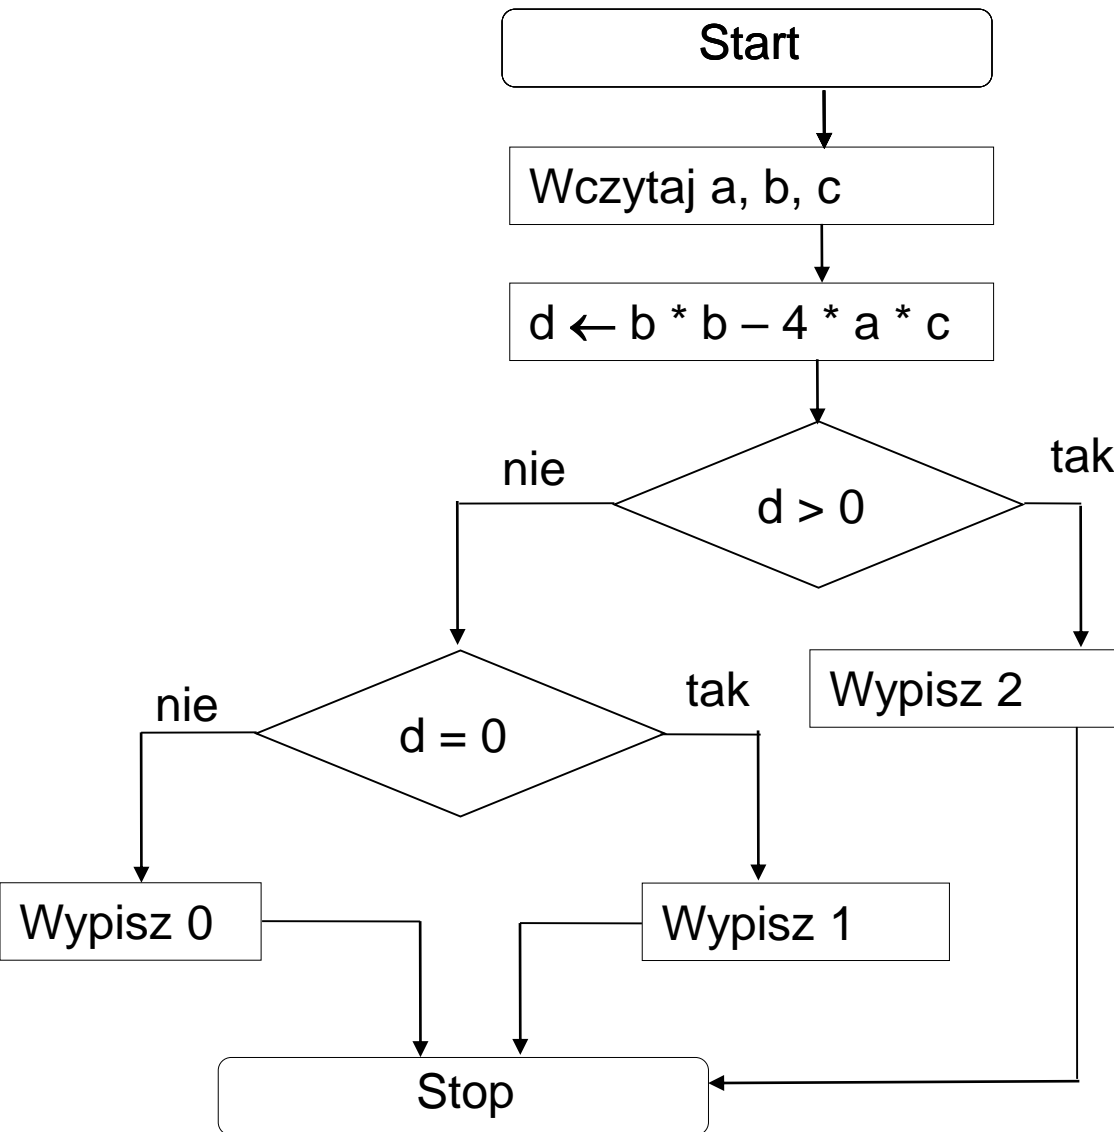 Start
Wczytaj a, b, c
d ← b * b – 4 * a * c
nie
tak
d > 0
nie
tak
Wypisz 2
d = 0
Wypisz 0
Wypisz 1
Stop